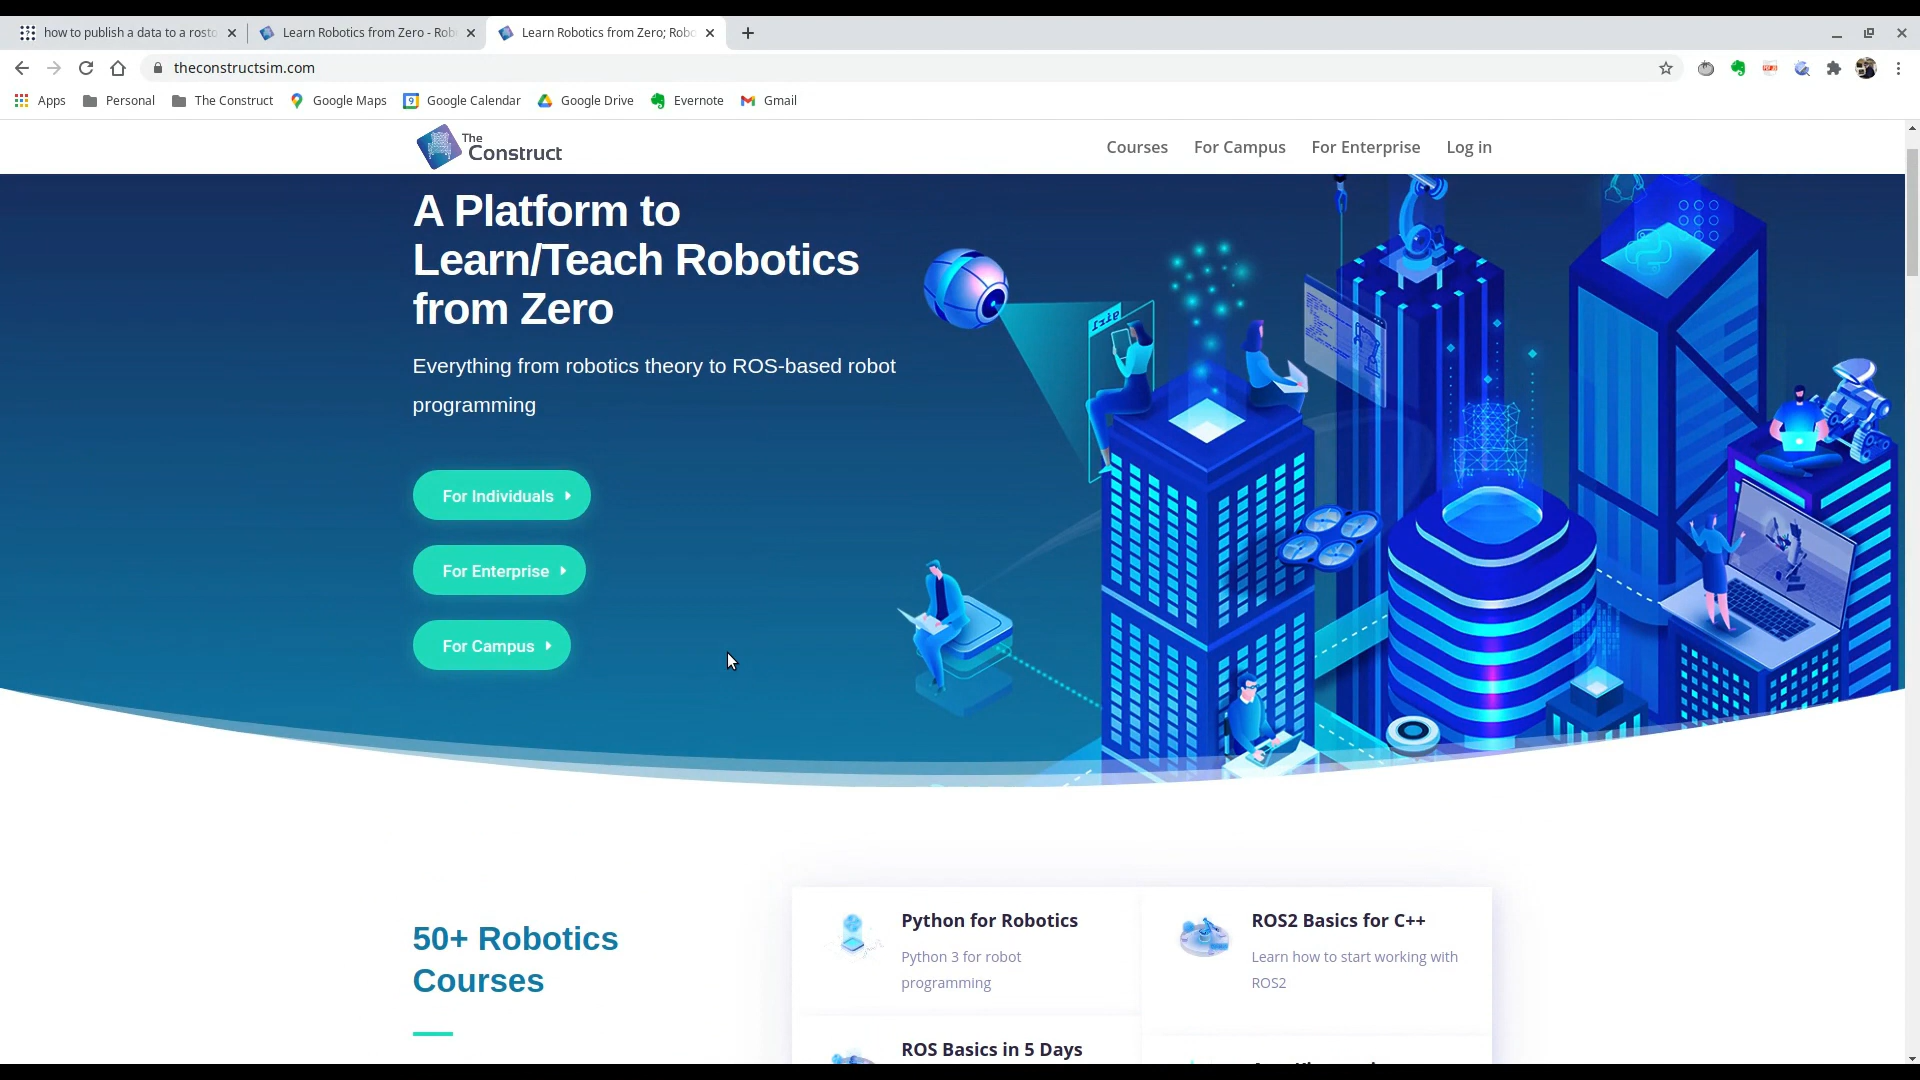 how to publish a data to a rosto
Learn Robotics from Zero - Rob
Learn Robotics from Zero; Robo
theconstructsim.com
Apps
Personal
The Construct
Google Maps
9
Google Calendar
Google Drive
Evernote
Gmail
The
Construct
Courses
For Campus
For Enterprise
Log in
A Platform to
Learn/Teach Robotics
from Zero
Everything from robotics theory to ROS-based robot
programming
For Individuals
For Enterprise
For Campus
50+ Robotics
Courses
Python for Robotics
Python 3 for robot
programming
ROS2 Basics for C++
Learn how to start working with
ROS2
ROS Basics in 5 Days